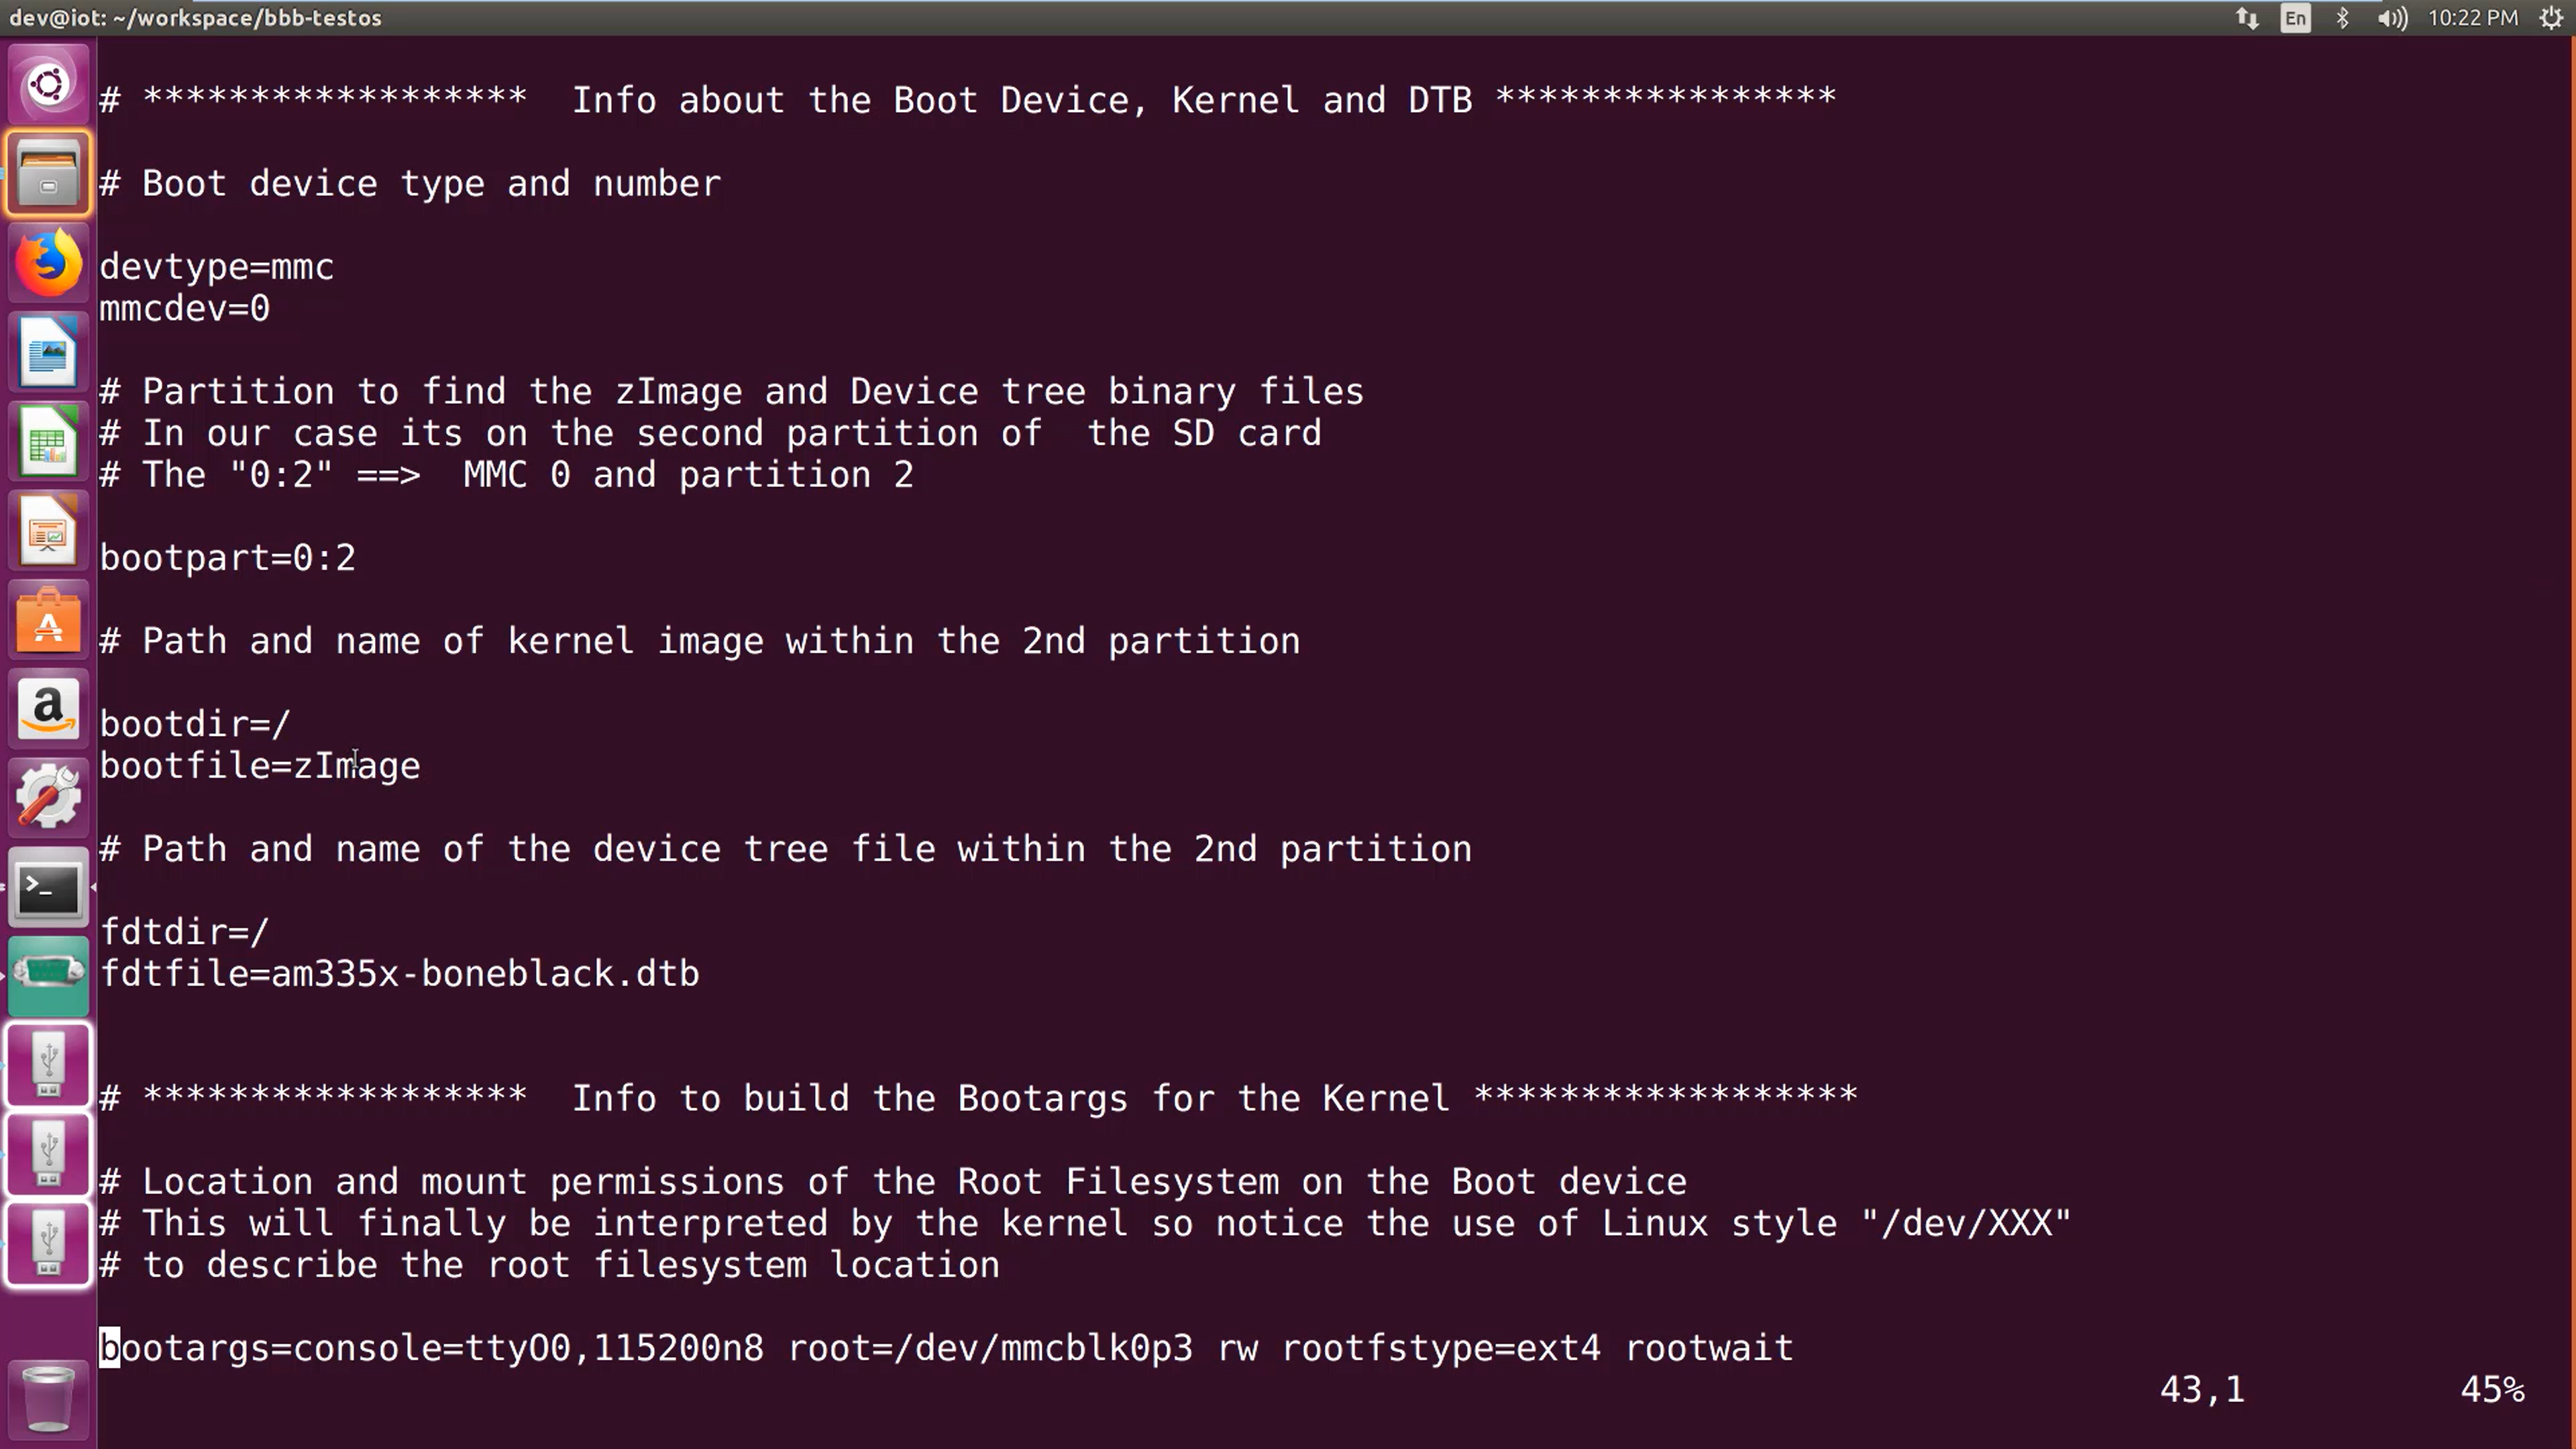 dev@iot: ~/workspace/bbb-testos
En
10:22 PM
# ****************** Info about the Boot Device, Kernel and DTB ****************
# Boot device type and number
devtype=mmc
mmcdev=0
# Partition to find the zImage and Device tree binary files
# In our case its on the second partition of  the SD card
# The "0:2" ==>  MMC 0 and partition 2
bootpart=0:2
# Path and name of kernel image within the 2nd partition
bootdir=/
bootfile=zImage
# Path and name of the device tree file within the 2nd partition
fdtdir=/
fdtfile=am335x-boneblack.dtb
# ****************** Info to build the Bootargs for the Kernel ******************
# Location and mount permissions of the Root Filesystem on the Boot device
# This will finally be interpreted by the kernel so notice the use of Linux style "/dev/XXX"
# to describe the root filesystem location
bootargs=console=ttyO0,115200n8 root=/dev/mmcblk0p3 rw rootfstype=ext4 rootwait
43,1
45%